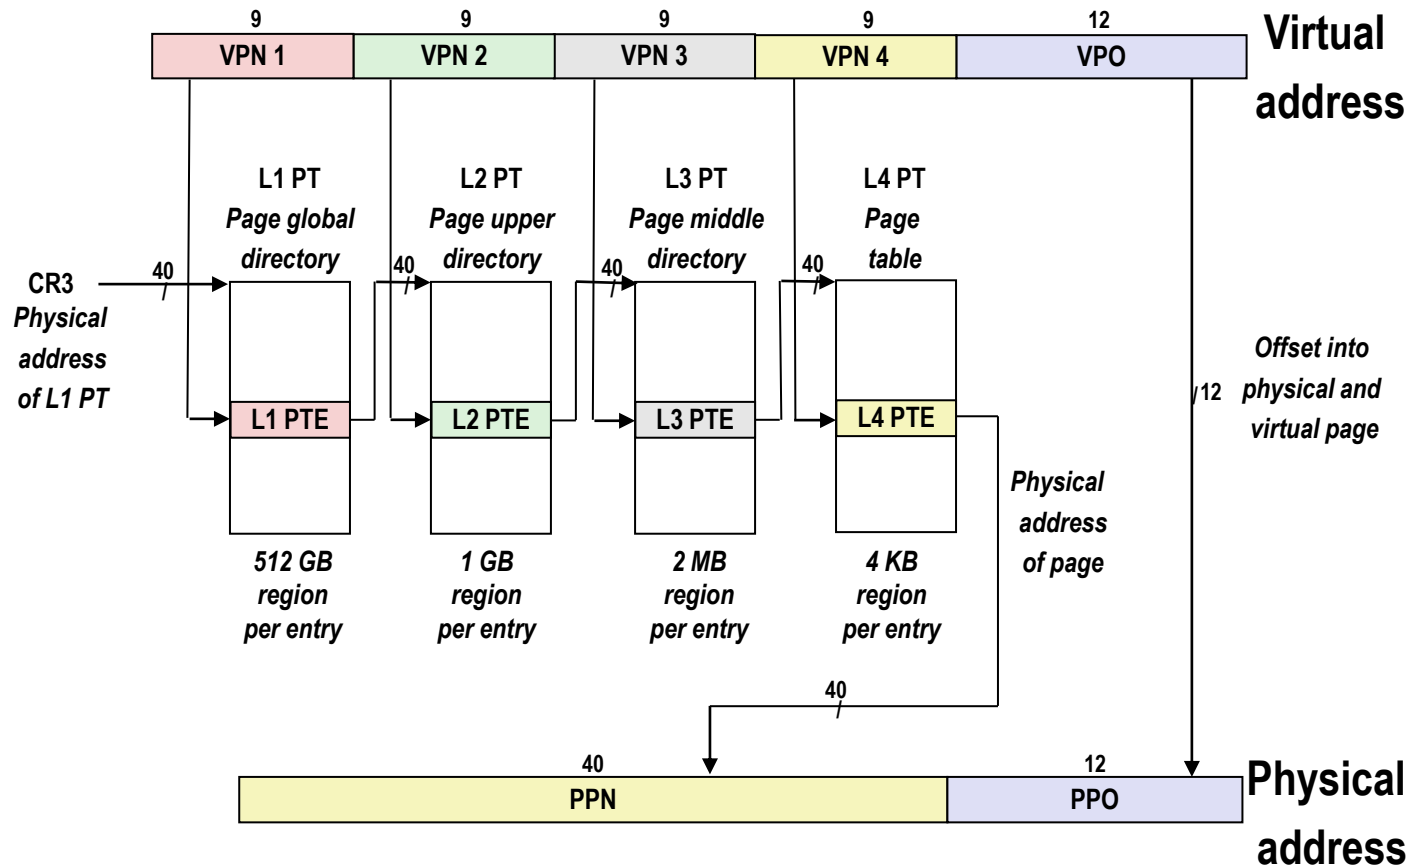 9 9 9 9 12
VPN 1 VPN 2 VPN 3 VPN 4 VPO
Virtual
address
L1 PT
Page global
directory
L2 PT
Page upper
directory
L3 PT
Page middle
directory
L4 PT
Page
table
CR3
Physical
address
of L1 PT
40
40
40
40
L1 PTE
L2 PTE
L3 PTE
L4 PTE
512 GB
region
per entry
1 GB
region
per entry
2 MB
region
per entry
4 KB
region
per entry
Physical
address
of page
12
Offset into
physical and
virtual page
40
40 12
PPN PPO
Physical
address